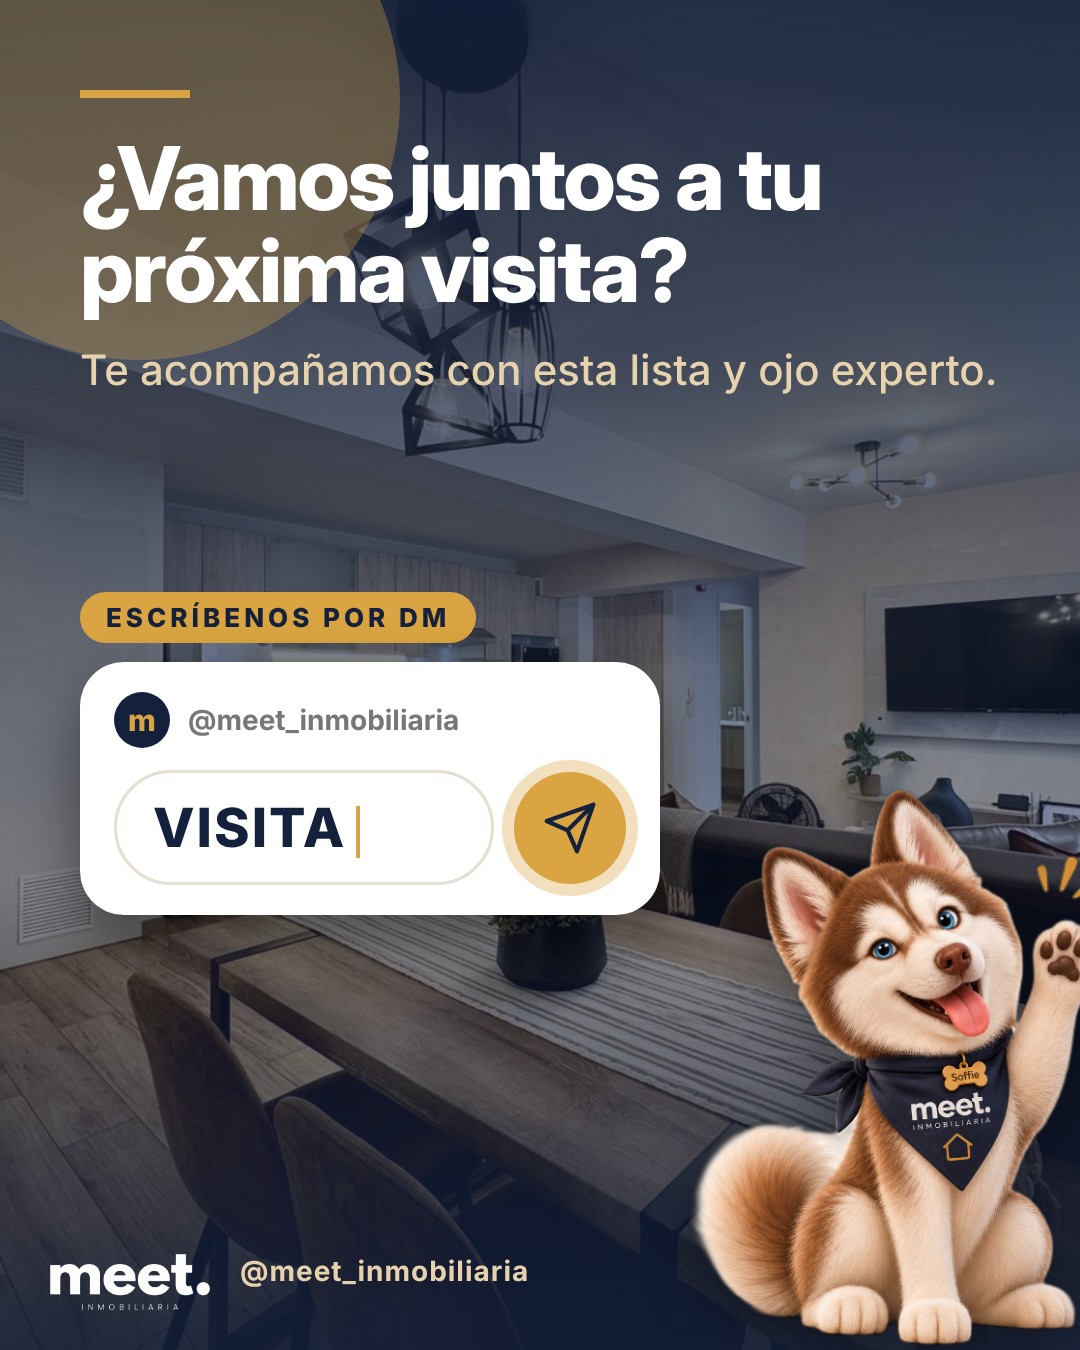 ¿Vamos juntos a tu
próxima visita?
Te acompañamos con esta lista y ojo experto.
ESCRÍBENOS POR DM
m
@meet_inmobiliaria
VISITA
Soffie
meet.
INMOBILIARIA
meet.
INMOBILIARIA
@meet_inmobiliaria